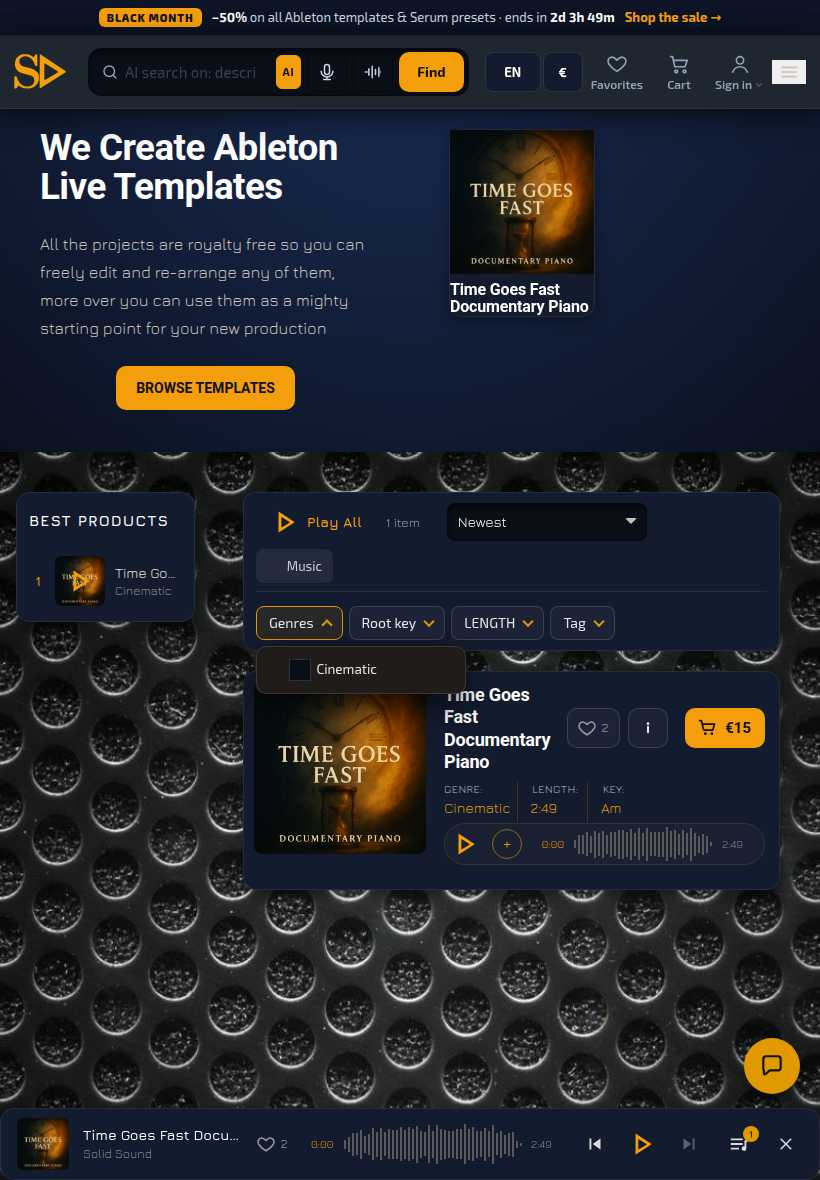 BLACK MONTH −50% on all Ableton templates & Serum presets · ends in 2d 3h 49m Shop the sale →
AI search on: descri
AI
Find
EN
€
Favorites
Cart
Sign in
We Create Ableton
Live Templates
All the projects are royalty free so you can
freely edit and re-arrange any of them,
more over you can use them as a mighty
starting point for your new production
BROWSE TEMPLATES
TIME GOES
FAST
DOCUMENTARY PIANO
Time Goes Fast
Documentary Piano
BEST PRODUCTS
1
TIME GOES
FAST
Time Go...
Cinematic
Play All
1 item
Newest
Music
Genres
Root key
LENGTH
Tag
Cinematic
TIME GOES
FAST
DOCUMENTARY PIANO
Time Goes
Fast
Documentary
Piano
2
i
€15
GENRE: LENGTH: KEY:
Cinematic 2:49 Am
+
0:00
2:49
TIME GOES
FAST
Time Goes Fast Docu...
Solid Sound
2
0:00
2:49
1